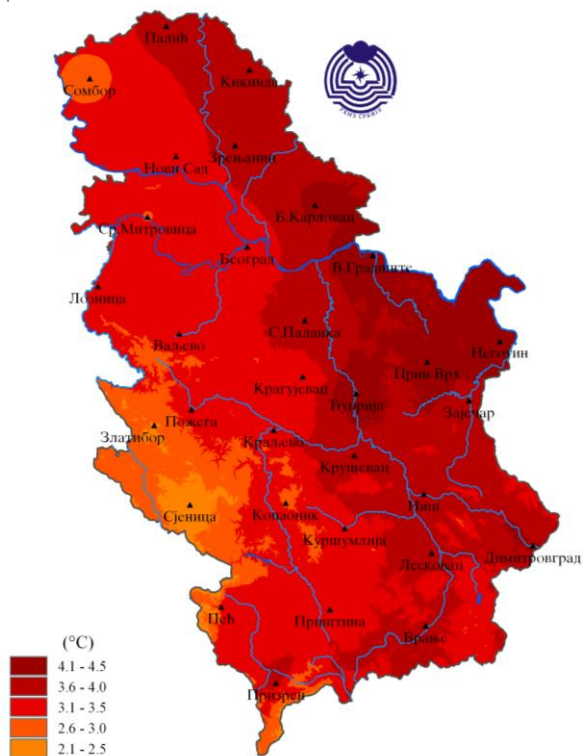 Палић
Кикинда
Сомбор
Зрењанин
Нови Сад
Б.Карловац
Ср.Митровица
Београд
В.Градиште
Лозница
С.Паланка
Ваљево
Неготин
Црни Врх
Крагујевац
Ћуприја
Зајечар
Пожега
Златибор
Краљево
Крушевац
Сјеница
Копаоник
Ниш
Куршумлија
Димитровград
Лесковац
Пећ
Приштина
Врање
Призрен
(°C)
4.1 - 4.5
3.6 - 4.0
3.1 - 3.5
2.6 - 3.0
2.1 - 2.5